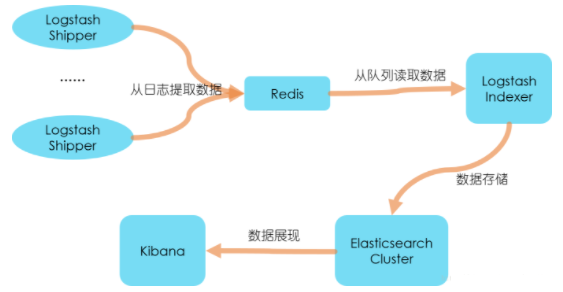 Logstash
Shipper
......
从日志提取数据
Redis
从队列读取数据
Logstash
Indexer
Logstash
Shipper
数据存储
Kibana
数据展现
Elasticsearch
Cluster